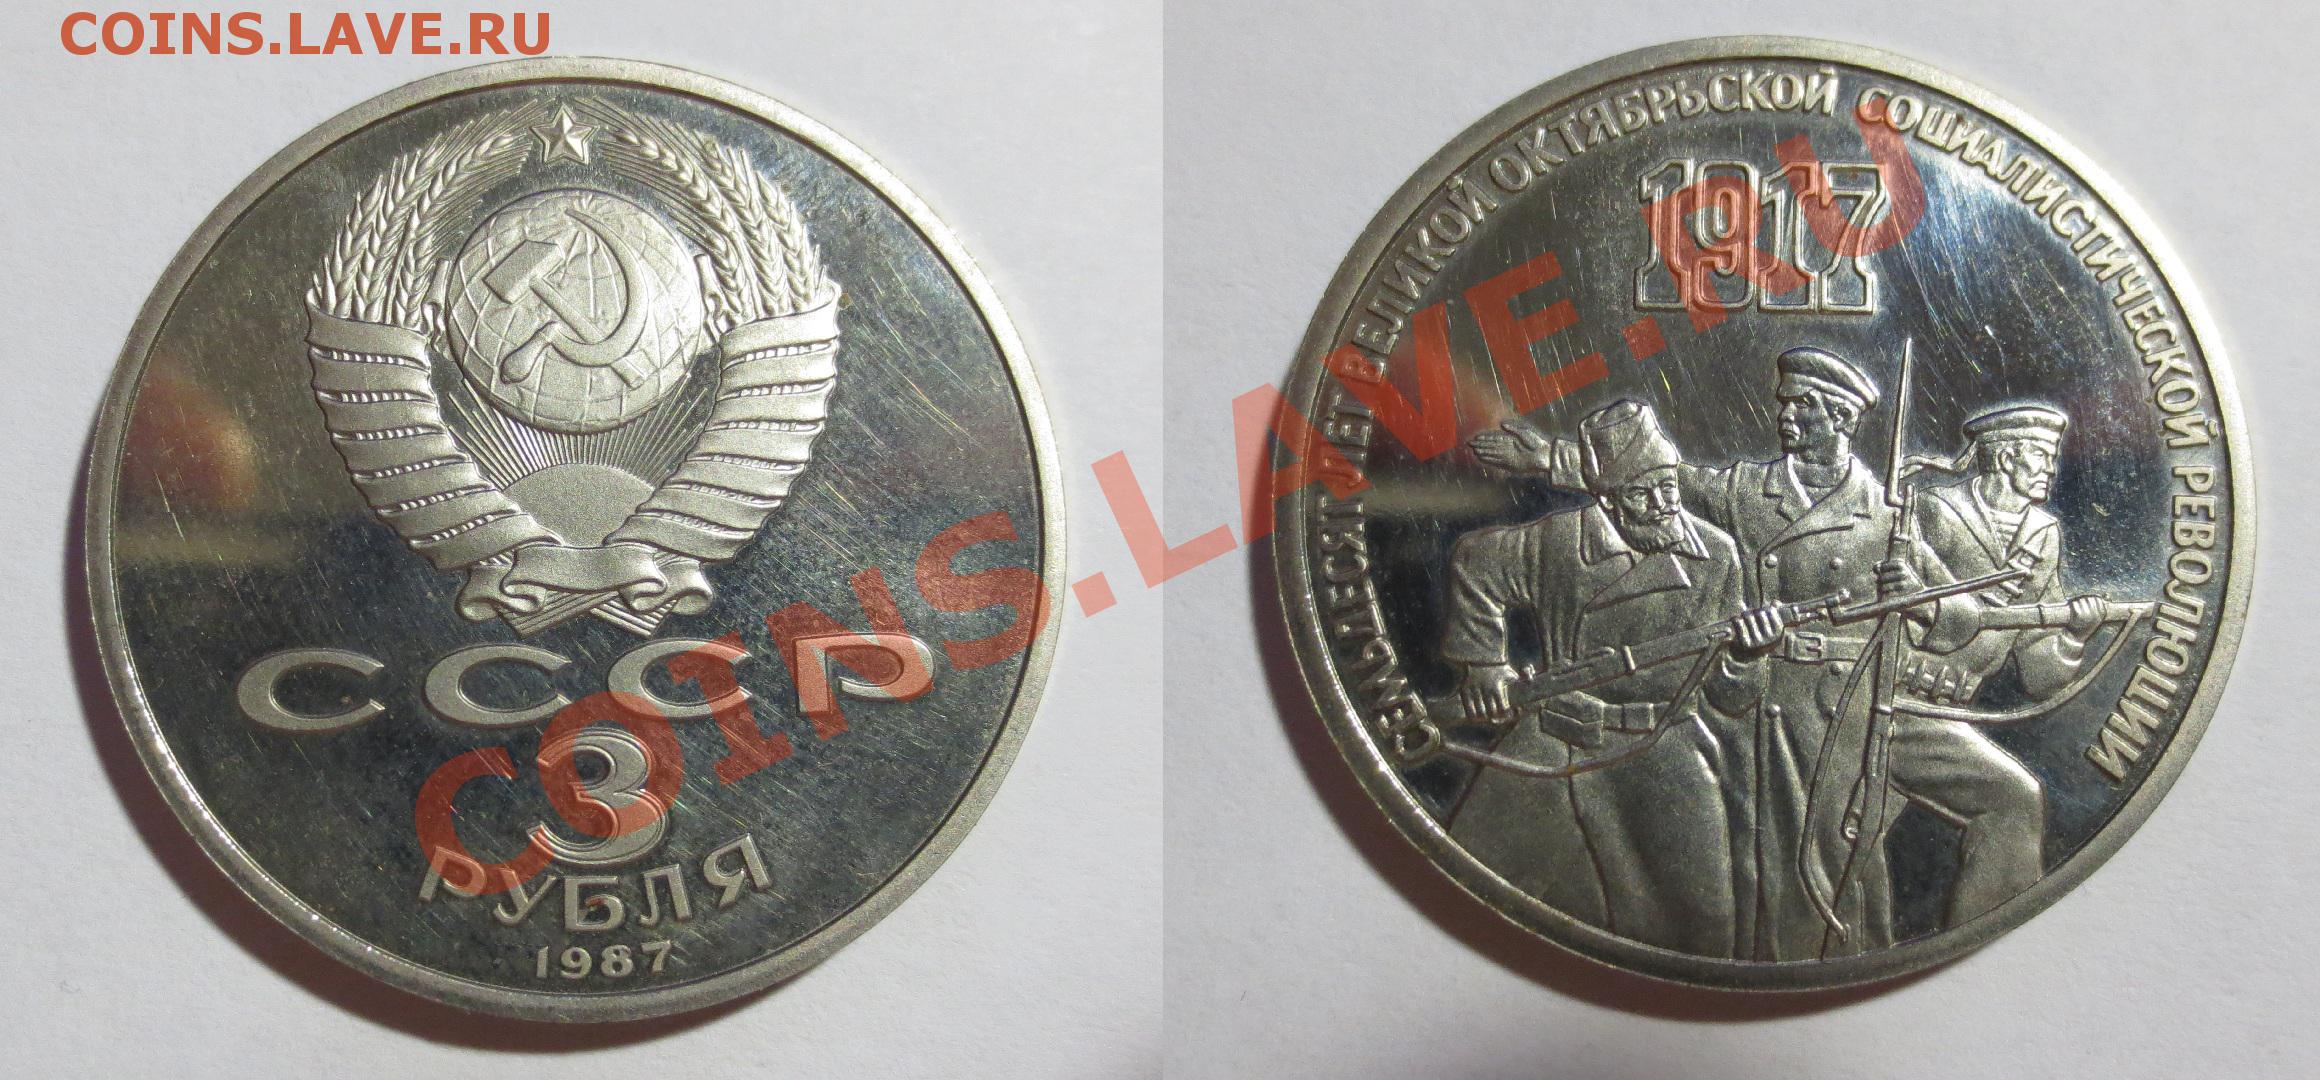 COINS.LAVE.RU
СССР
3
РУБЛЯ
1987
СЕМЬДЕСЯТ ЛЕТ ВЕЛИКОЙ ОКТЯБРЬСКОЙ СОЦИАЛИСТИЧЕСКОЙ РЕВОЛЮЦИИ
1917
COINS.LAVE.RU